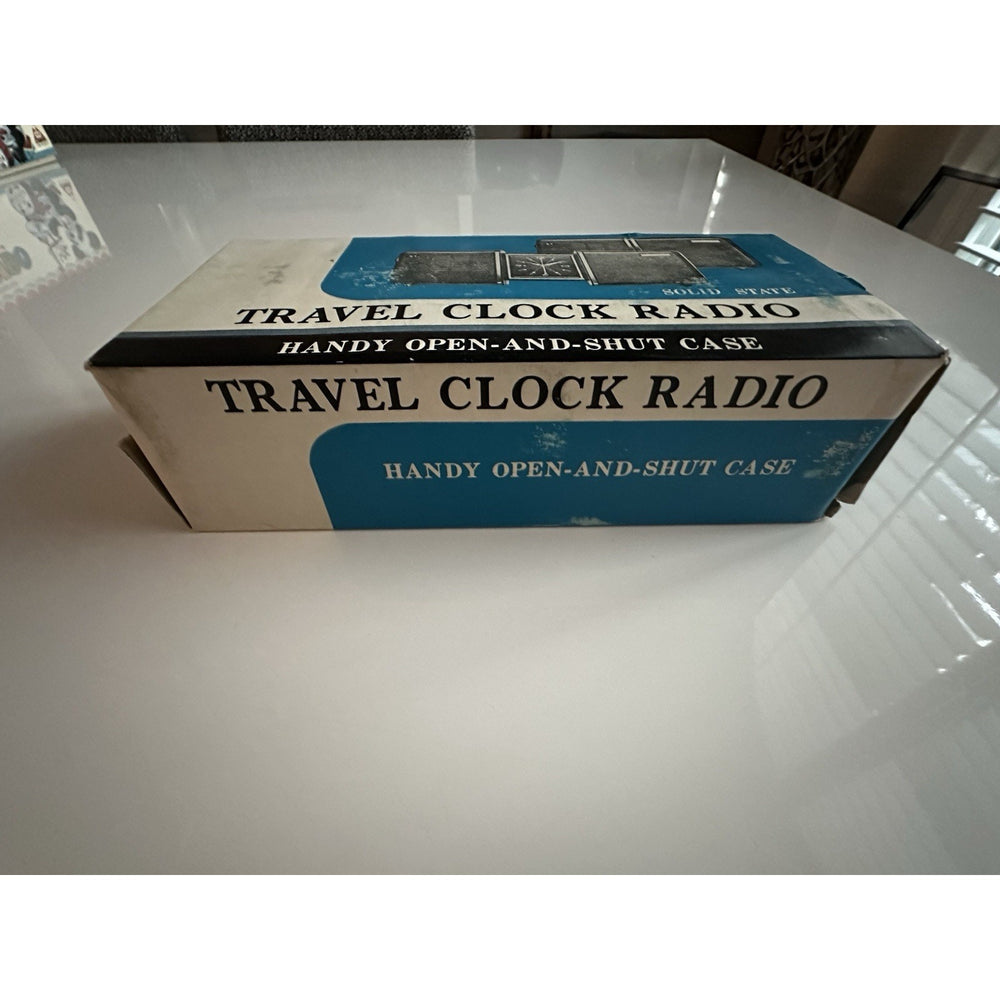 SOLID STATE
TRAVEL CLOCK RADIO
HANDY OPEN-AND-SHUT CASE
TRAVEL CLOCK RADIO
HANDY OPEN-AND-SHUT CASE